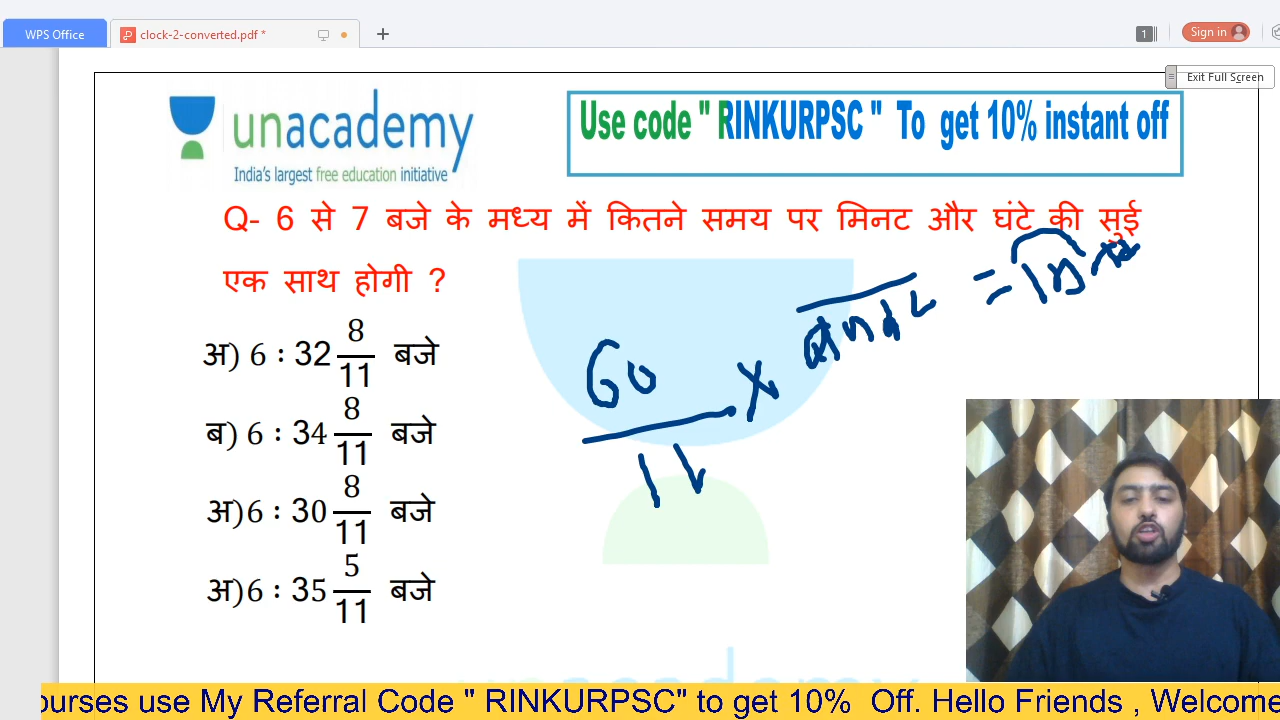 WPS Office
clock-2-converted.pdf *
1
Sign in
Exit Full Screen
unacademy
India's largest free education initiative
Use code " RINKURPSC " To get 10% instant off
Q- 6 से 7 बजे के मध्य में कितने समय पर मिनट और घंटे की सुई
एक साथ होगी ?
अ) 6 : 32 8/11 बजे
ब) 6 : 34 8/11 बजे
अ)6 : 30 8/11 बजे
अ)6 : 35 5/11 बजे
60
11
X
=
ourses use My Referral Code " RINKURPSC" to get 10% Off. Hello Friends , Welcome